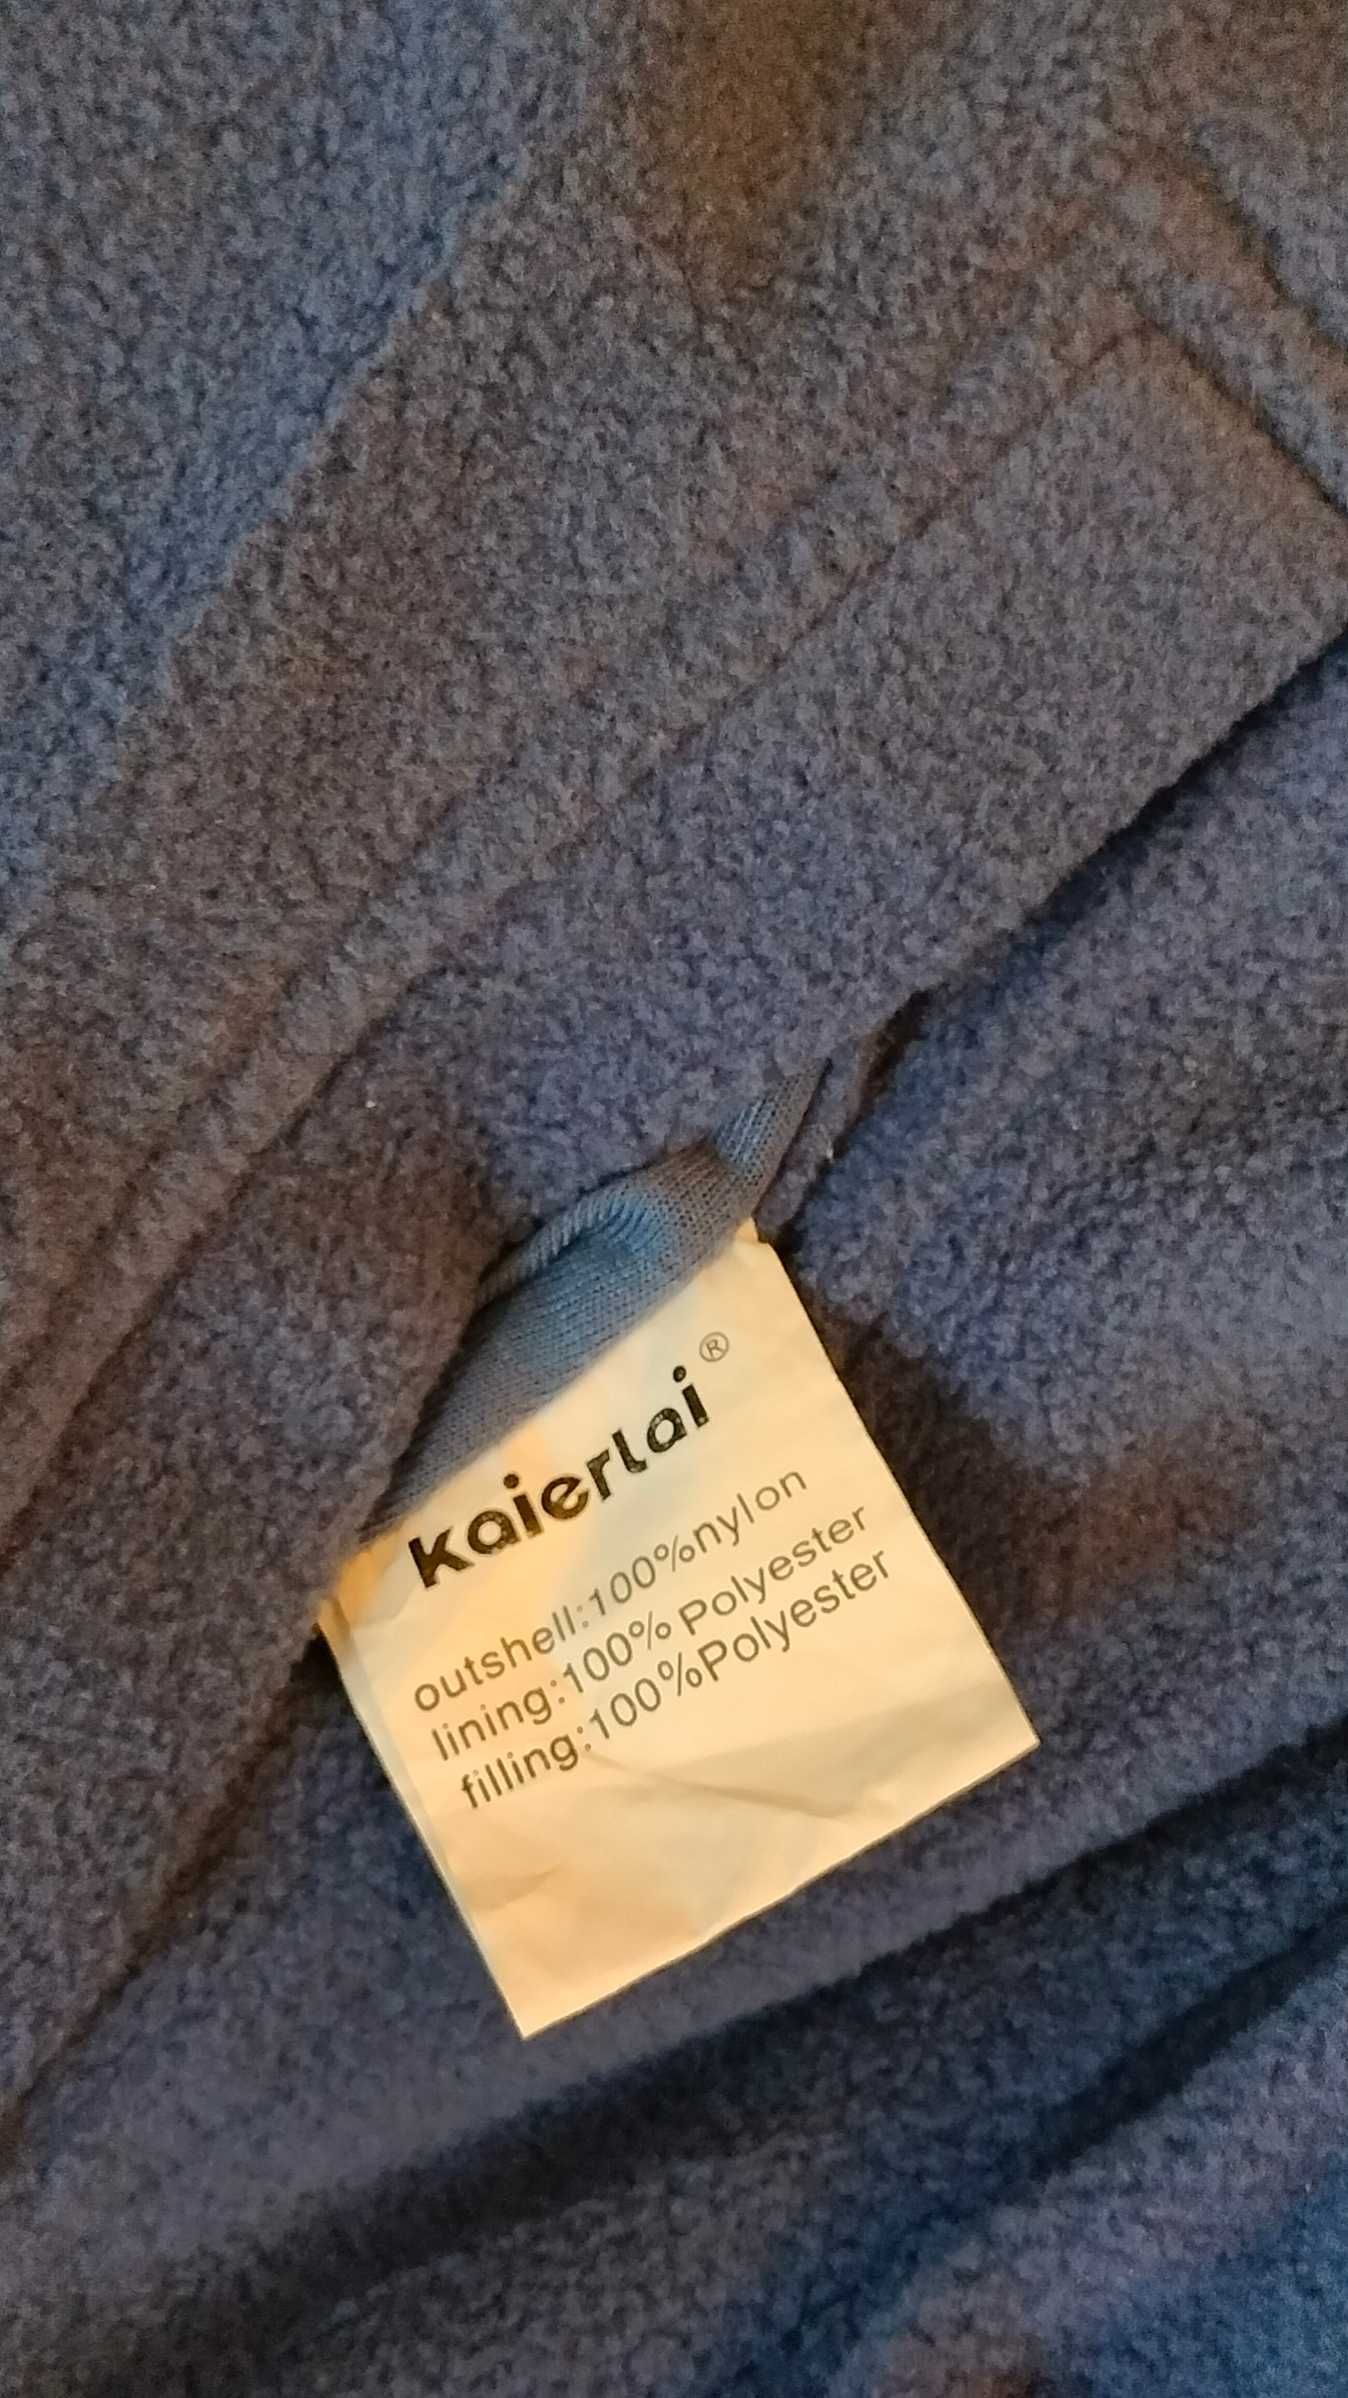 kaierlai®
outshell:100%nylon
lining:100% Polyester
filling:100%Polyester